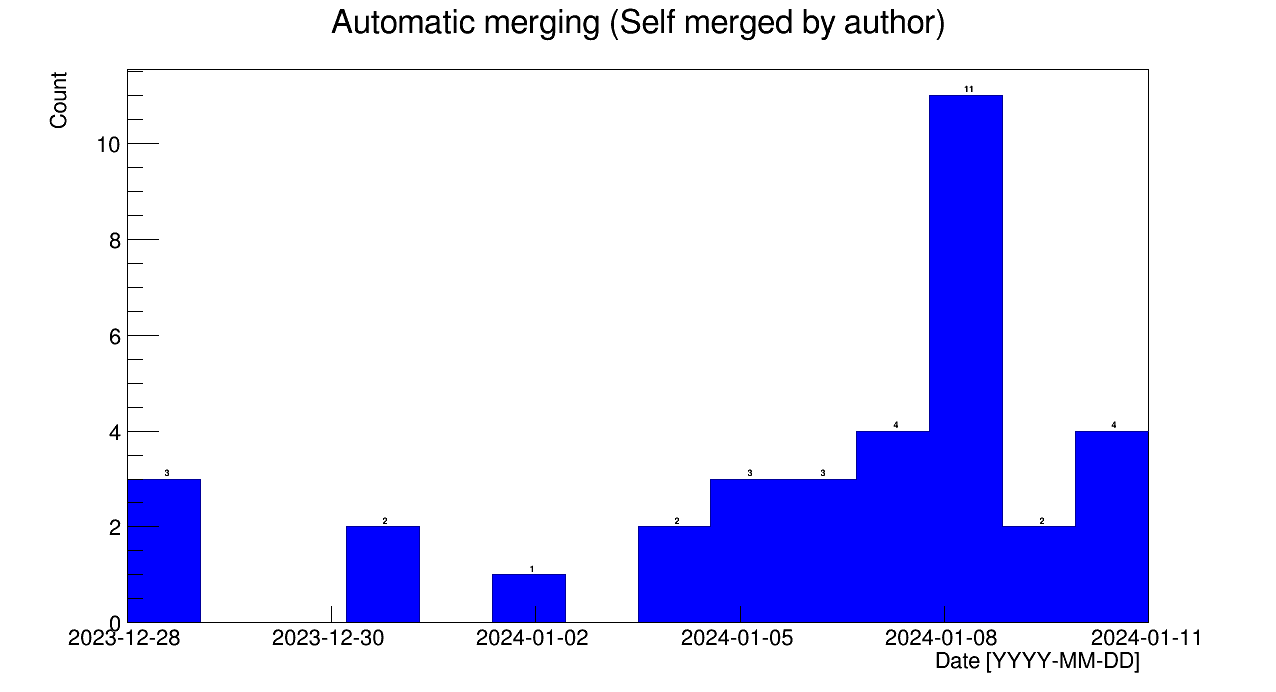 Automatic merging (Self merged by author)
Count
11
10
8
6
4 4
4
3 3 3
2 2 2
2
1
0
2023-12-28 2023-12-30 2024-01-02 2024-01-05 2024-01-08 2024-01-11
Date [YYYY-MM-DD]